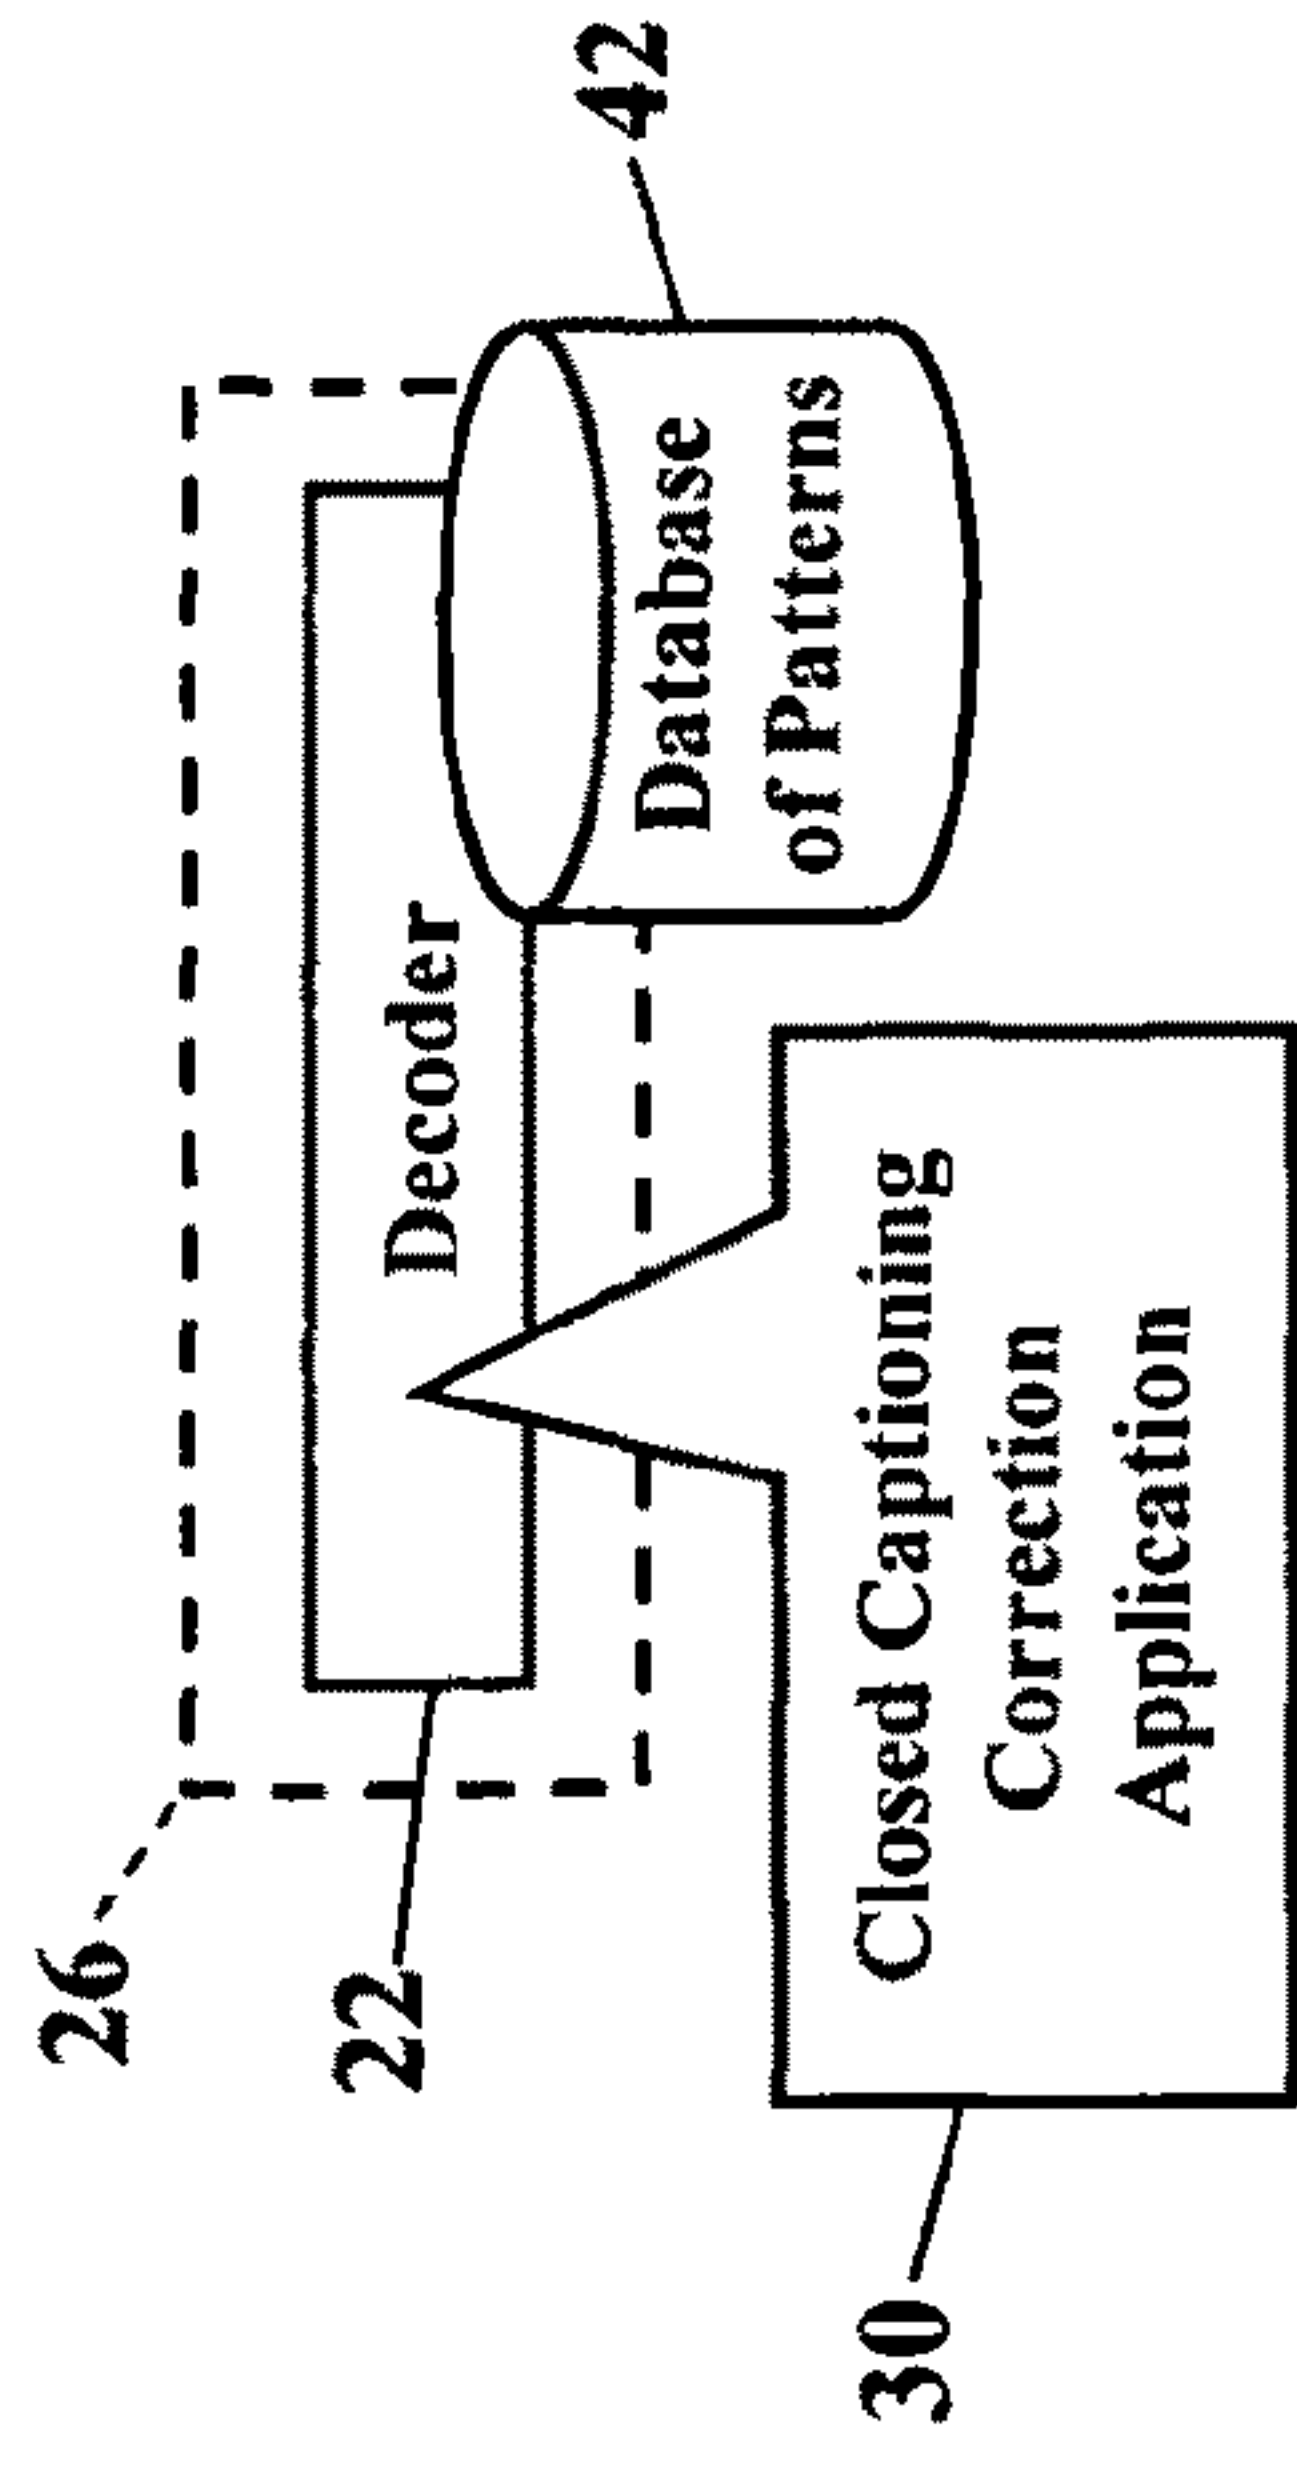 26
22
Decoder
42
Database
of Patterns
30
Closed Captioning
Correction
Application